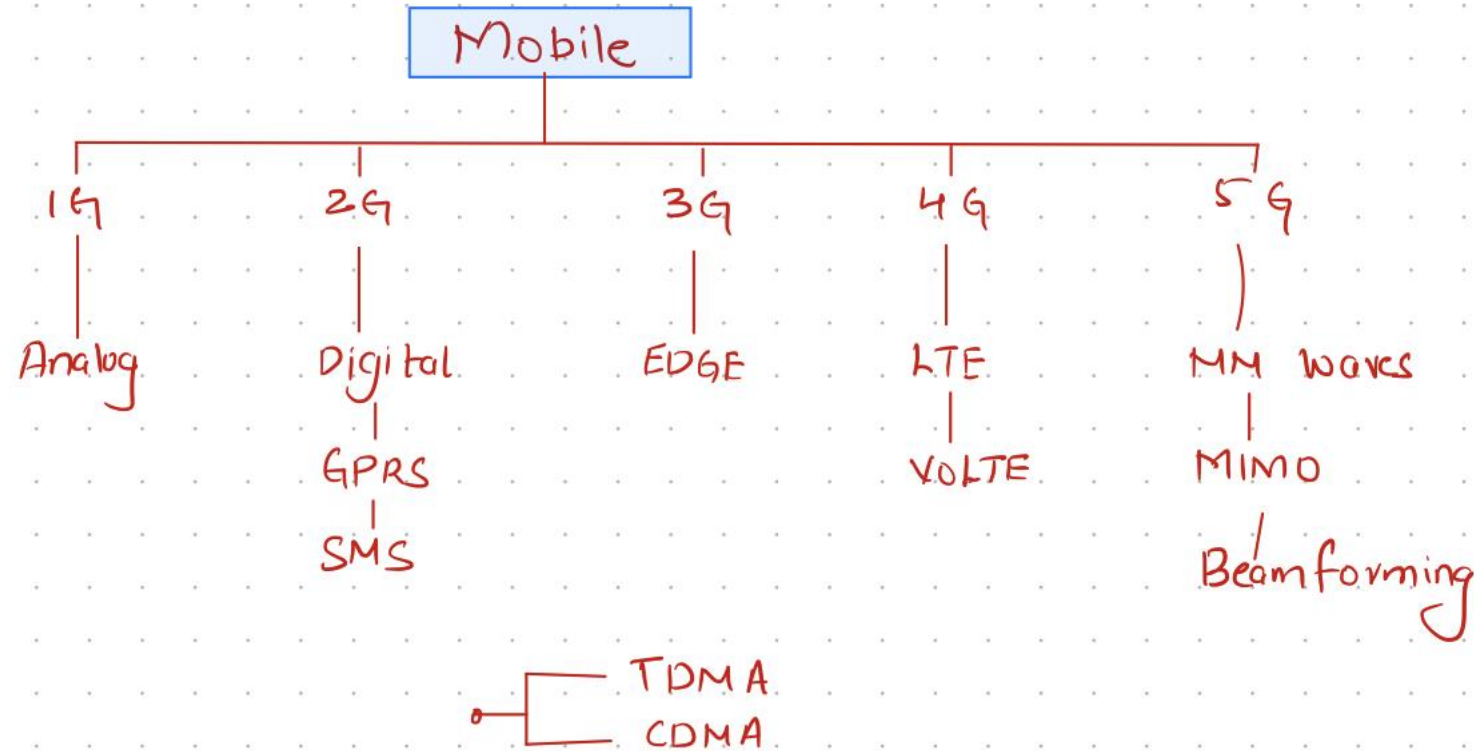 Mobile
1G 2G 3G 4G 5G
Analog Digital EDGE LTE MM Waves
GPRS VOLTE MIMO
SMS
Beamforming
TDMA
CDMA